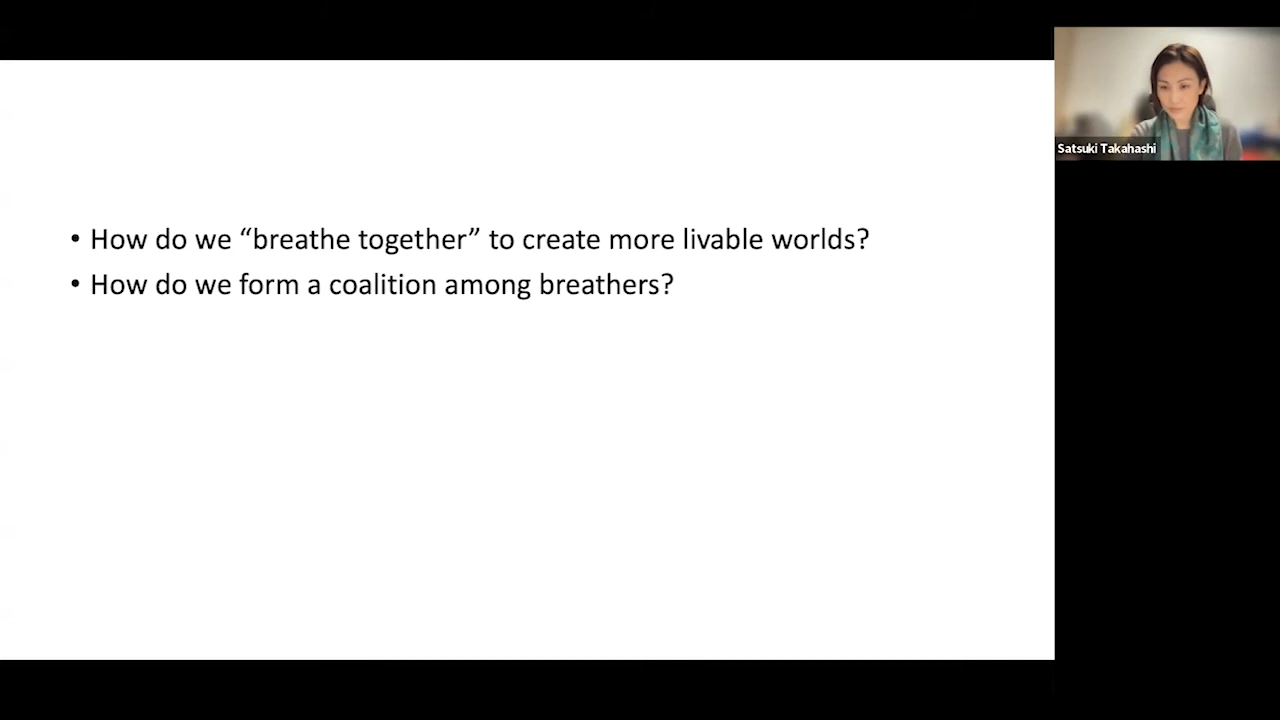 • How do we “breathe together” to create more livable worlds?
• How do we form a coalition among breathers?
Satsuki Takahashi